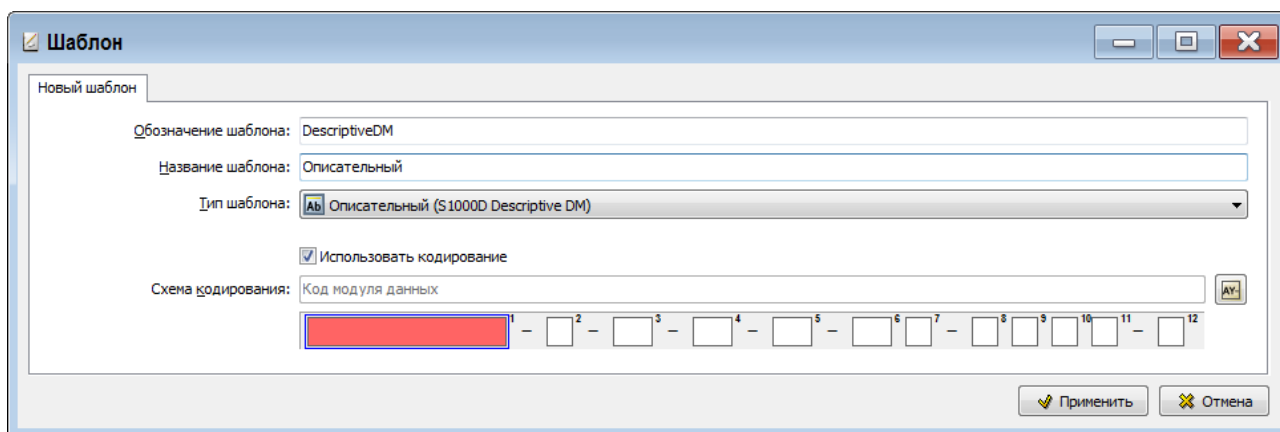 Шаблон
Новый шаблон
Обозначение шаблона: DescriptiveDM
Название шаблона: Описательный
Тип шаблона: Ab Описательный (S1000D Descriptive DM)
Использовать кодирование
Схема кодирования: Код модуля данных AY-
1 – 2 – 3 – 4 – 5 – 6 7 – 8 9 10 11 – 12
Применить Отмена